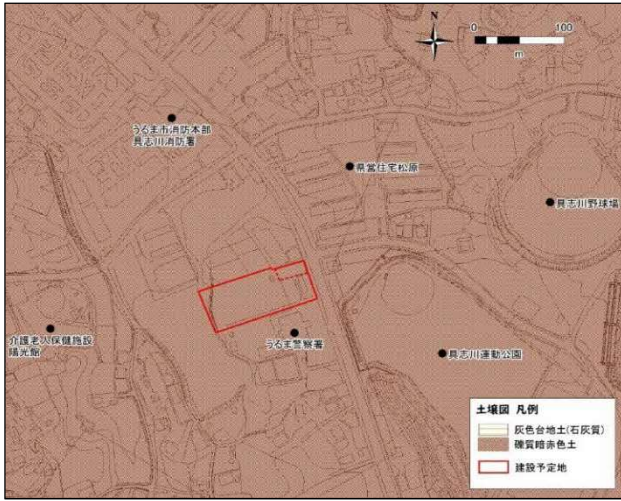 N
0 100
m
うるま市消防本部
具志川消防署
県営住宅松原
具志川野球場
介護老人保健施設
陽光館
うるま警察署
具志川運動公園
土壌図 凡例
灰色台地土(石灰質)
礫質暗赤色土
建設予定地